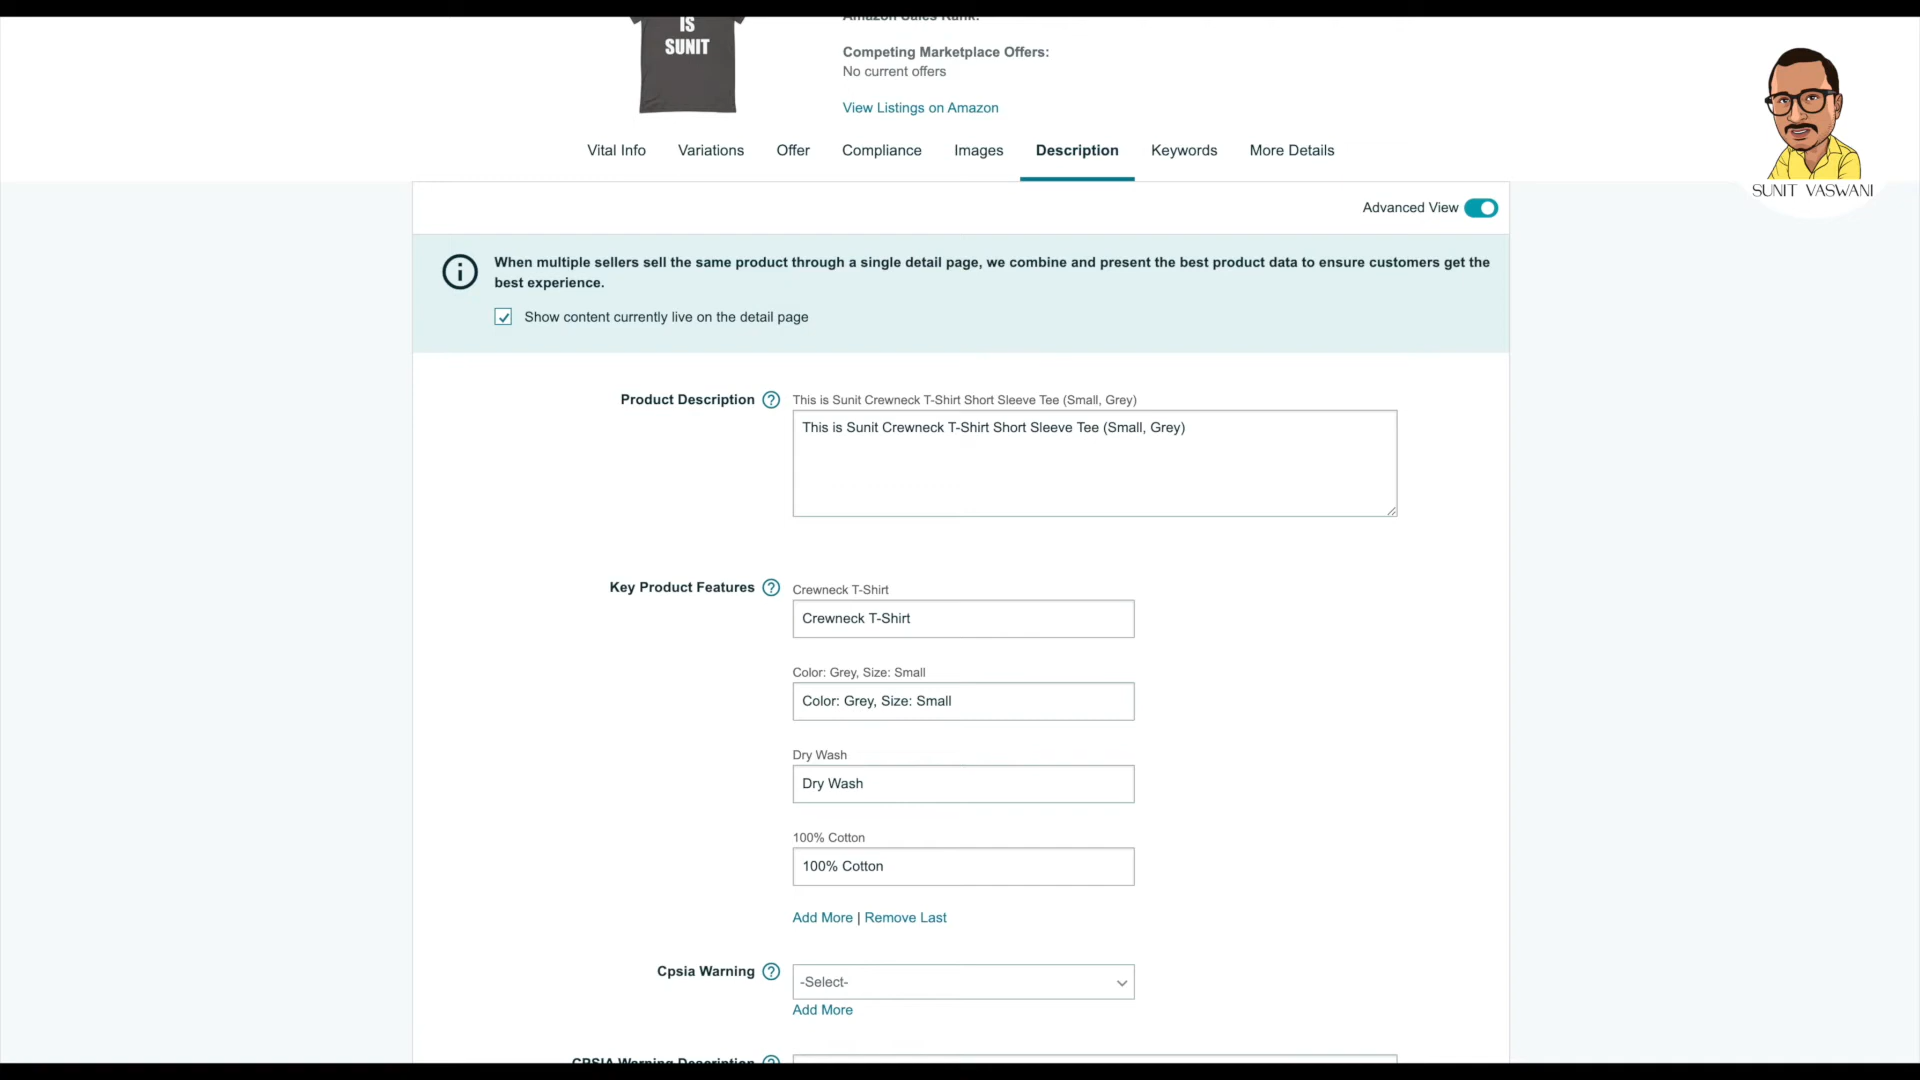 IS
SUNIT
Amazon Sales Rank:
Competing Marketplace Offers:
No current offers
View Listings on Amazon
SUNIT VASWANI
Vital Info Variations Offer Compliance Images Description Keywords More Details
Advanced View
When multiple sellers sell the same product through a single detail page, we combine and present the best product data to ensure customers get the
best experience.
Show content currently live on the detail page
Product Description ? This is Sunit Crewneck T-Shirt Short Sleeve Tee (Small, Grey)
This is Sunit Crewneck T-Shirt Short Sleeve Tee (Small, Grey)
Key Product Features ? Crewneck T-Shirt
Crewneck T-Shirt
Color: Grey, Size: Small
Color: Grey, Size: Small
Dry Wash
Dry Wash
100% Cotton
100% Cotton
Add More | Remove Last
Cpsia Warning ? -Select-
Add More
CPSIA Warning Description ?